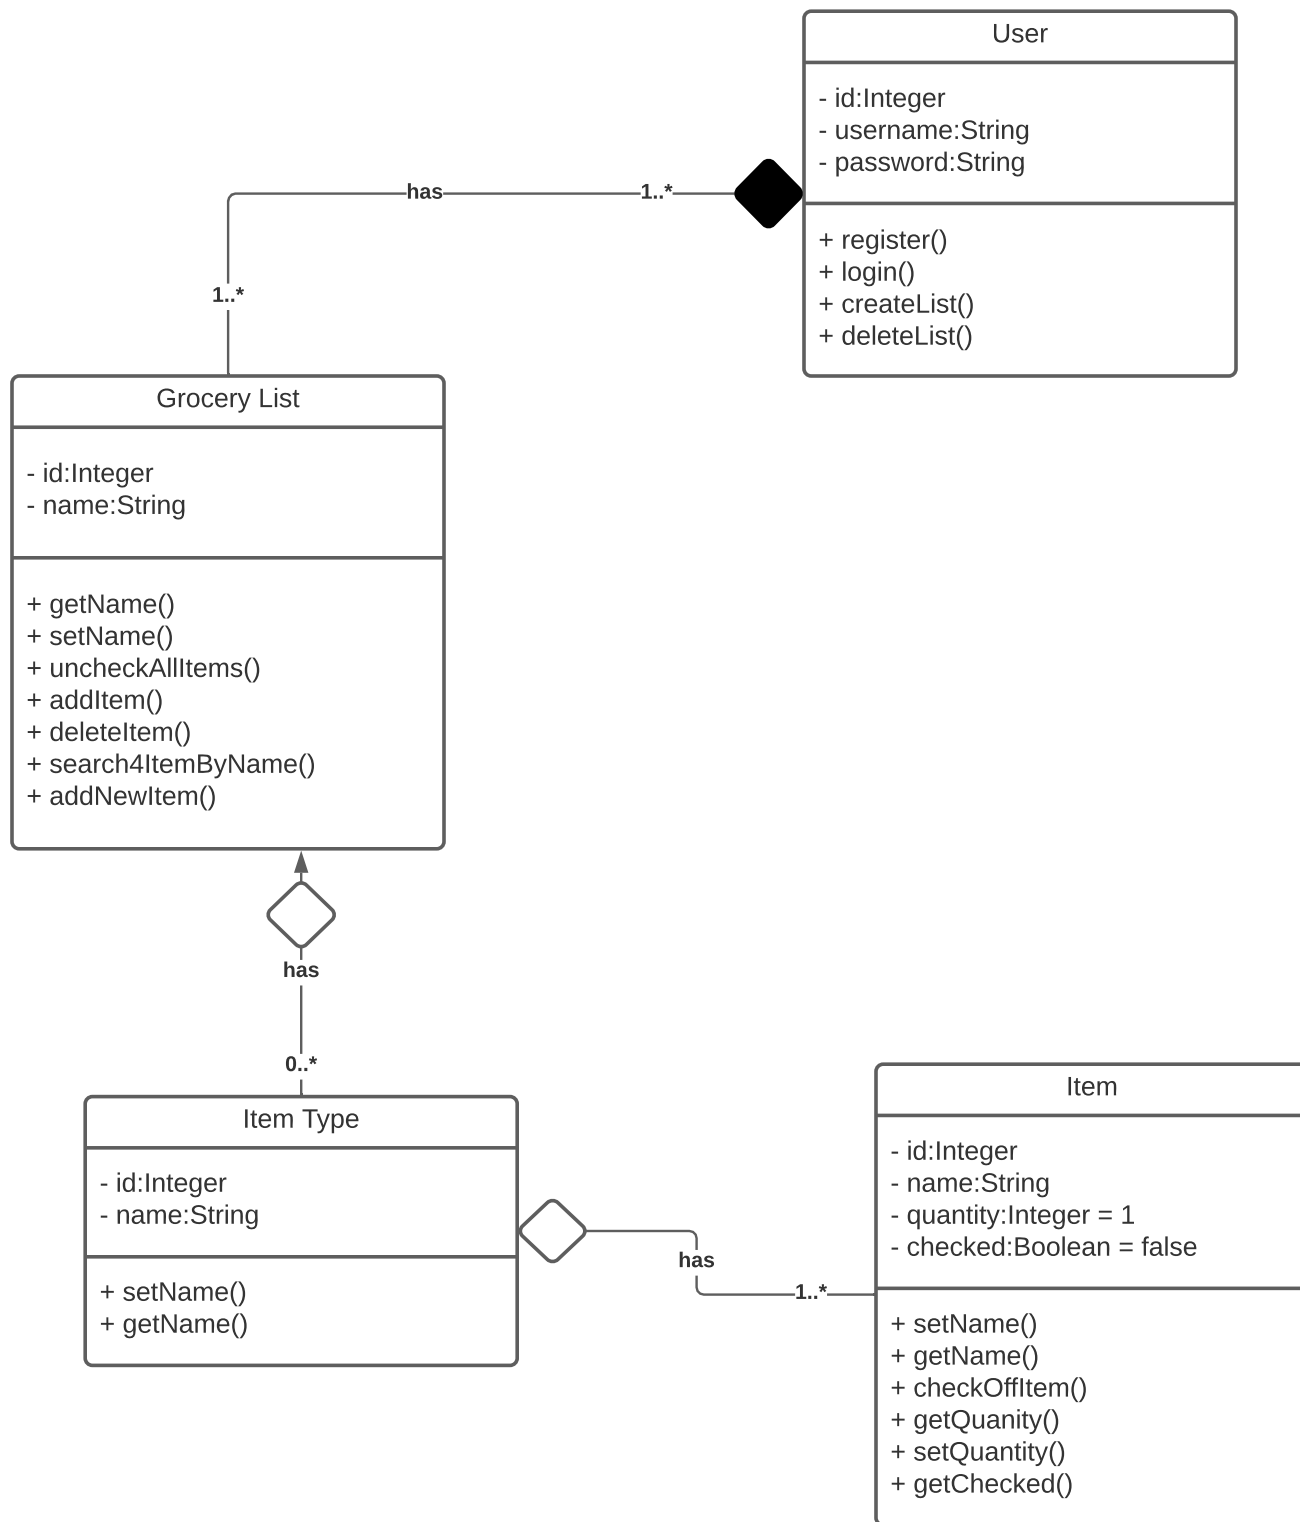 User
- id:Integer
- username:String
- password:String
+ register()
+ login()
+ createList()
+ deleteList()
has
1..*
1..*
Grocery List
- id:Integer
- name:String
+ getName()
+ setName()
+ uncheckAllItems()
+ addItem()
+ deleteItem()
+ search4ItemByName()
+ addNewItem()
has
0..*
Item Type
- id:Integer
- name:String
+ setName()
+ getName()
has
1..*
Item
- id:Integer
- name:String
- quantity:Integer = 1
- checked:Boolean = false
+ setName()
+ getName()
+ checkOffItem()
+ getQuanity()
+ setQuantity()
+ getChecked()